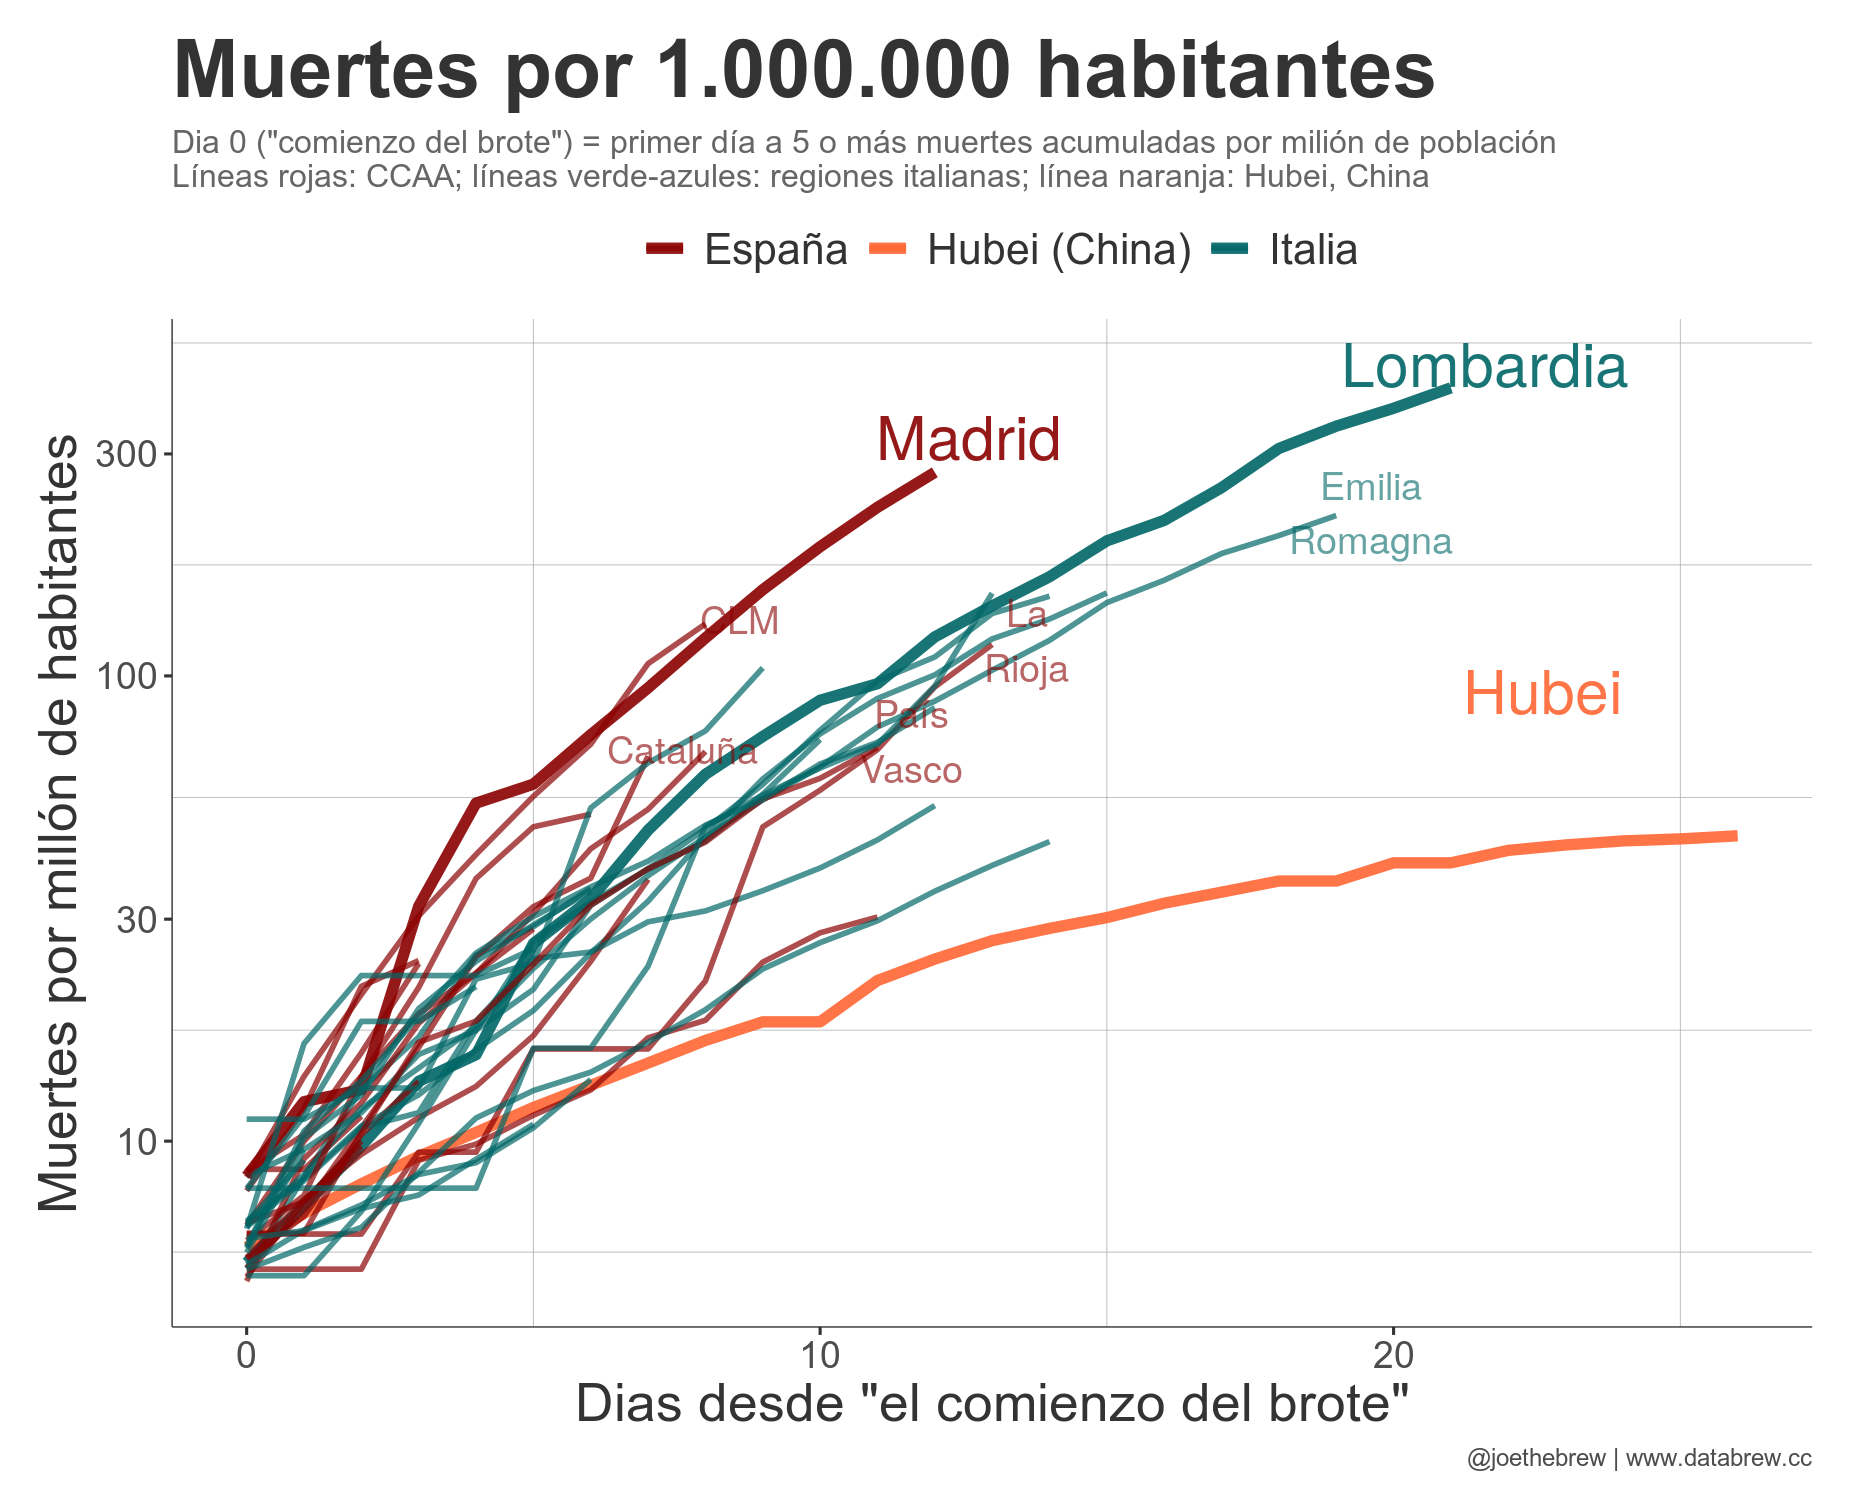 Muertes por 1.000.000 habitantes
Dia 0 ("comienzo del brote") = primer día a 5 o más muertes acumuladas por milión de población
Líneas rojas: CCAA; líneas verde-azules: regiones italianas; línea naranja: Hubei, China
España
Hubei (China)
Italia
Muertes por millón de habitantes
300
100
30
10
Lombardia
Madrid
Emilia
Romagna
CLM
La
Rioja
Hubei
País
Vasco
Cataluña
0
10
20
Dias desde "el comienzo del brote"
@joethebrew | www.databrew.cc